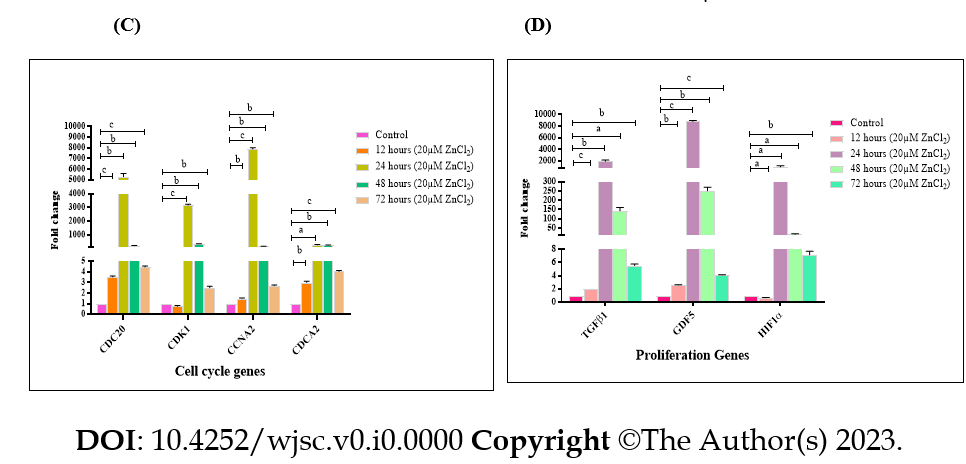 (C)
(D)
Fold change
10000
9000
8000
7000
6000
5000
4000
3000
2000
1000
5
4
3
2
1
0
c
b
b
c
b
b
c
b
b
c
b
c
b
a
b
CDC20
CDK1
CCNA2
CDCA2
Cell cycle genes
Control
12 hours (20µM ZnCl2)
24 hours (20µM ZnCl2)
48 hours (20µM ZnCl2)
72 hours (20µM ZnCl2)
Fold change
10000
8000
6000
4000
2000
300
250
200
150
100
50
8
6
4
2
0
b
a
b
c
c
b
c
b
b
a
a
a
TGFβ1
GDF5
HIF1α
Proliferation Genes
Control
12 hours (20µM ZnCl2)
24 hours (20µM ZnCl2)
48 hours (20µM ZnCl2)
72 hours (20µM ZnCl2)
DOI: 10.4252/wjsc.v0.i0.0000 Copyright ©The Author(s) 2023.